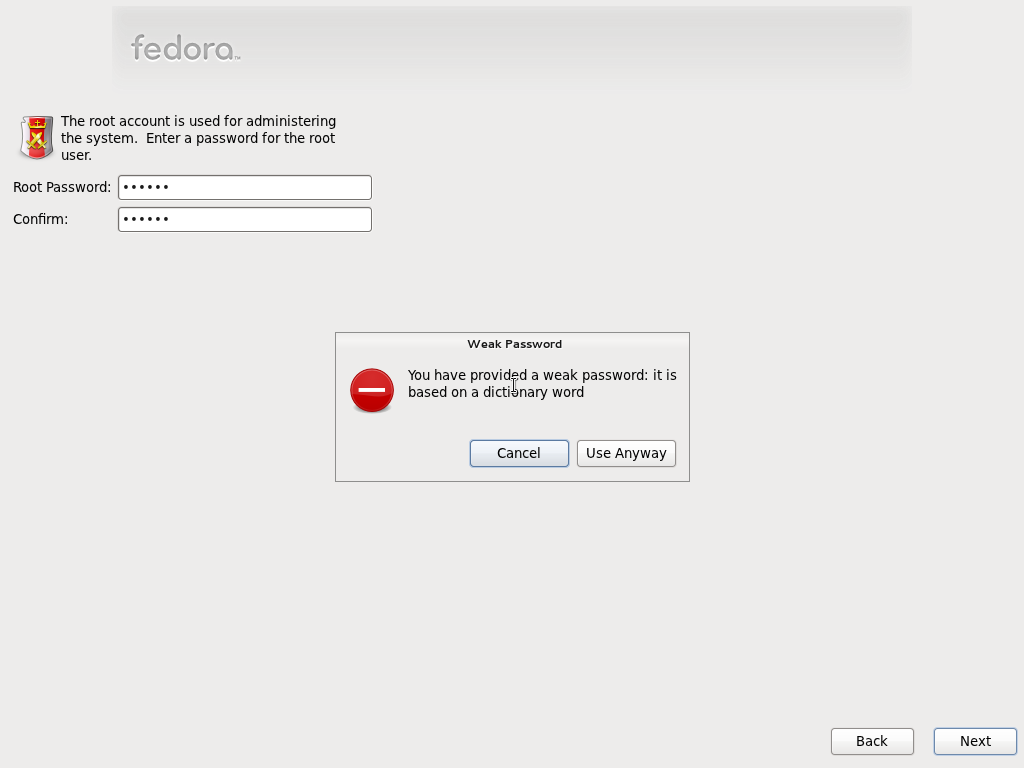 fedora™
The root account is used for administering
the system.  Enter a password for the root
user.
Root Password: ••••••
Confirm: ••••••
Weak Password
You have provided a weak password: it is
based on a dictionary word
Cancel Use Anyway
Back Next